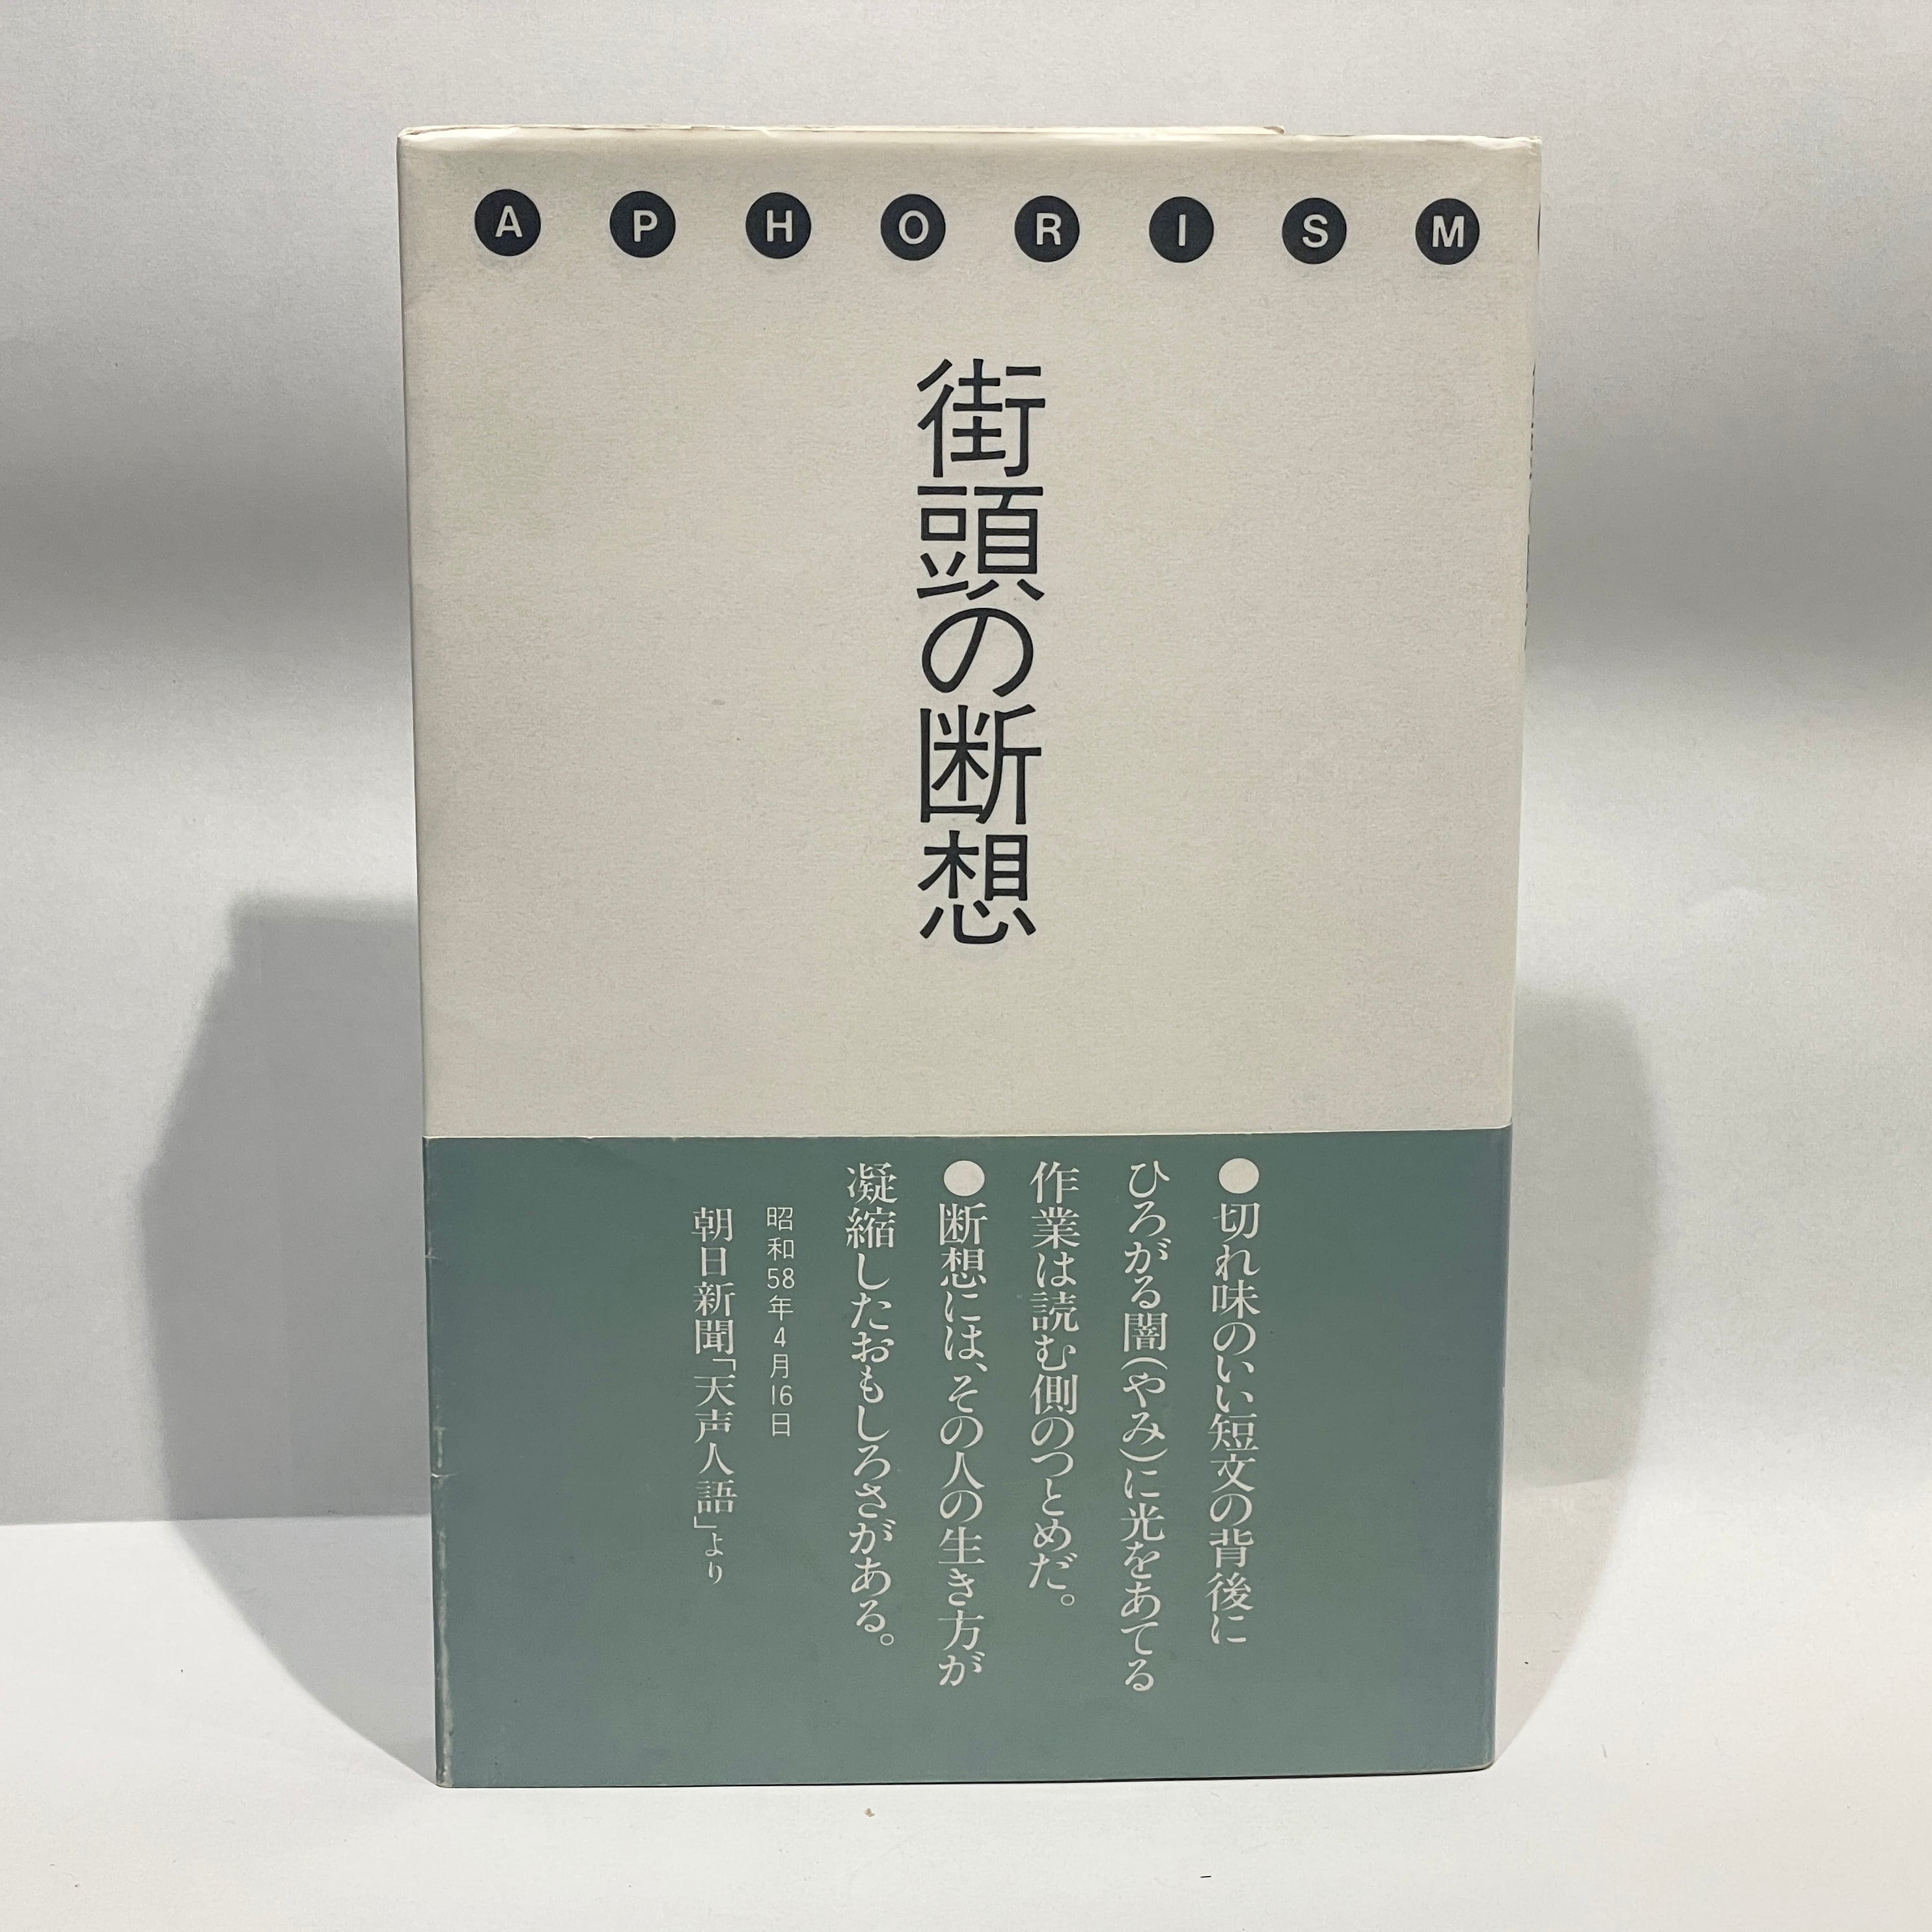 APHORISM
街頭の断想
●切れ味のいい短文の背後に
ひろがる闇(やみ)に光をあてる
作業は読む側のつとめだ。
●断想には、その人の生き方が
凝縮したおもしろさがある。
昭和58年4月16日
朝日新聞「天声人語」より